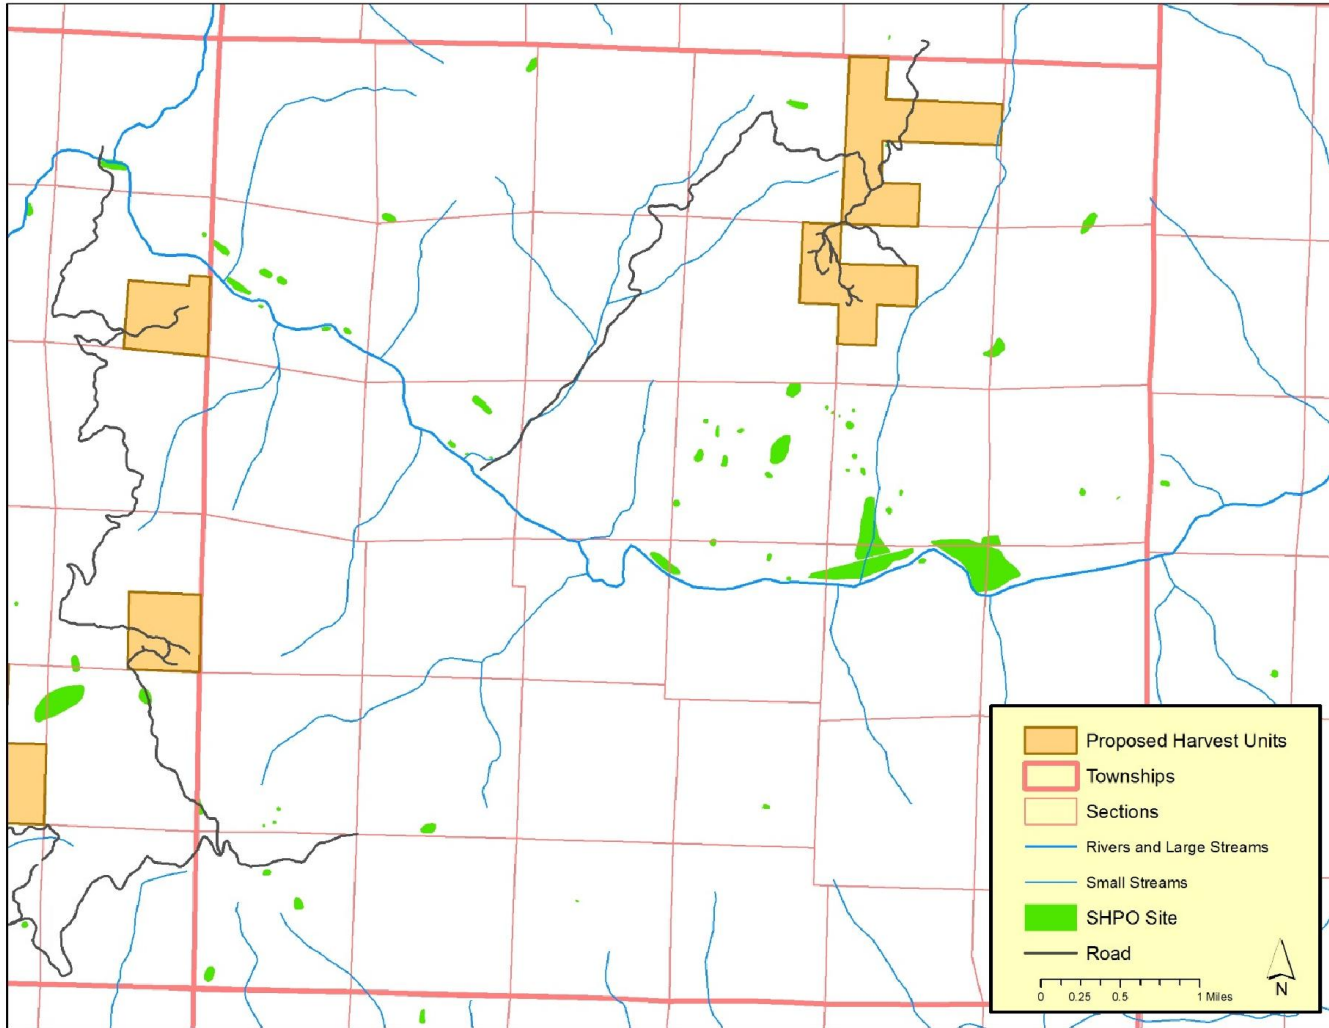 Proposed Harvest Units
Townships
Sections
Rivers and Large Streams
Small Streams
SHPO Site
Road
0 0.25 0.5 1 Miles
N